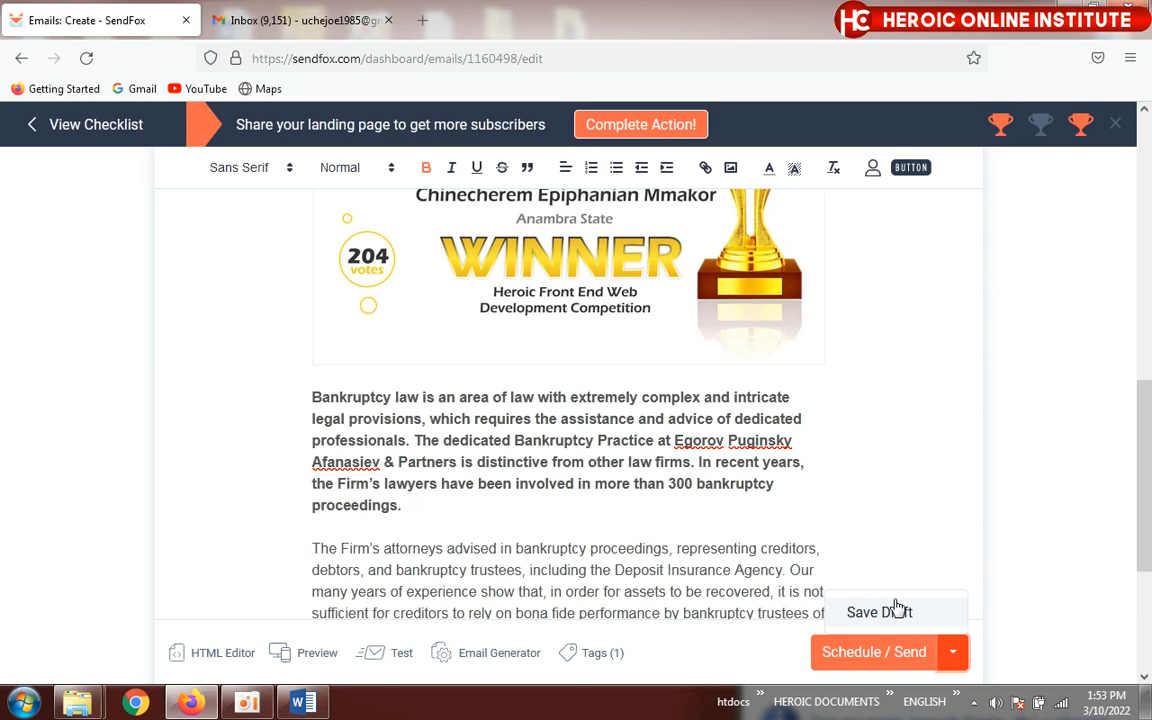 Emails: Create - SendFox
Inbox (9,151) - uchejoe1985@gm
HEROIC ONLINE INSTITUTE
https://sendfox.com/dashboard/emails/1160498/edit
Getting Started
Gmail
YouTube
Maps
View Checklist
Share your landing page to get more subscribers
Complete Action!
Sans Serif
Normal
BUTTON
Chinecherem Epiphanian Mmakor
Anambra State
204
votes
WINNER
Heroic Front End Web
Development Competition
Bankruptcy law is an area of law with extremely complex and intricate
legal provisions, which requires the assistance and advice of dedicated
professionals. The dedicated Bankruptcy Practice at Egorov Puginsky
Afanasiev & Partners is distinctive from other law firms. In recent years,
the Firm's lawyers have been involved in more than 300 bankruptcy
proceedings.
The Firm's attorneys advised in bankruptcy proceedings, representing creditors,
debtors, and bankruptcy trustees, including the Deposit Insurance Agency. Our
many years of experience show that, in order for assets to be recovered, it is not
sufficient for creditors to rely on bona fide performance by bankruptcy trustees of
Save Draft
HTML Editor
Preview
Test
Email Generator
Tags (1)
Schedule / Send
htdocs
HEROIC DOCUMENTS
ENGLISH
1:53 PM
3/10/2022